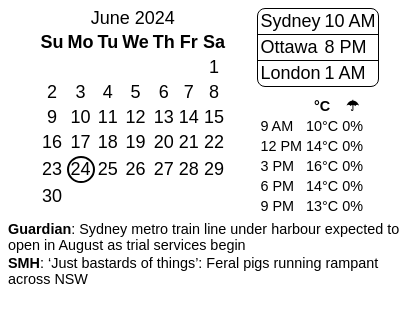 June 2024
Su Mo Tu We Th Fr Sa
1
2 3 4 5 6 7 8
9 10 11 12 13 14 15
16 17 18 19 20 21 22
23 24 25 26 27 28 29
30
Sydney 10 AM
Ottawa 8 PM
London 1 AM
°C ☂
9 AM 10°C 0%
12 PM 14°C 0%
3 PM 16°C 0%
6 PM 14°C 0%
9 PM 13°C 0%
Guardian: Sydney metro train line under harbour expected to
open in August as trial services begin
SMH: ‘Just bastards of things’: Feral pigs running rampant
across NSW